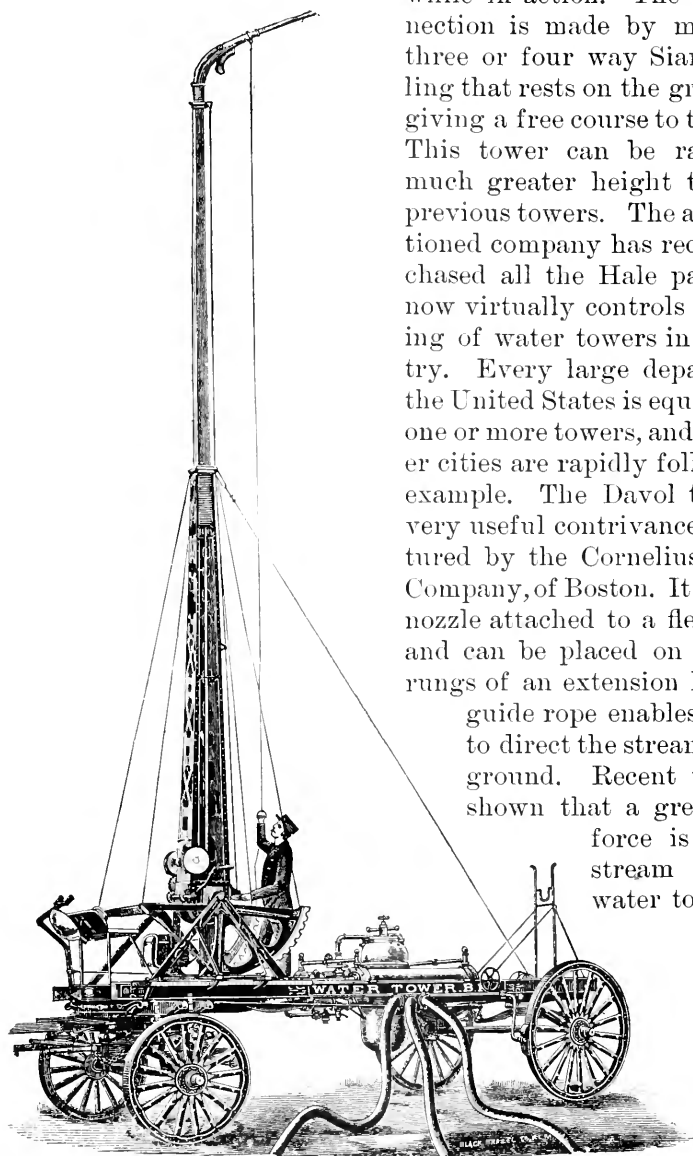 while in action. The
nection is made by m
three or four way Siam
ling that rests on the gr
giving a free course to t
This tower can be ra
much greater height t
previous towers. The a
tioned company has rec
chased all the Hale pa
now virtually controls
ing of water towers in
try. Every large depa
the United States is equ
one or more towers, and
er cities are rapidly foll
example. The Davol t
very useful contrivance
tured by the Cornelius
Company, of Boston. It
nozzle attached to a fle
and can be placed on
rungs of an extension l
guide rope enables
to direct the stream
ground. Recent
shown that a gre
force is
stream
water to
WATER TOWER B